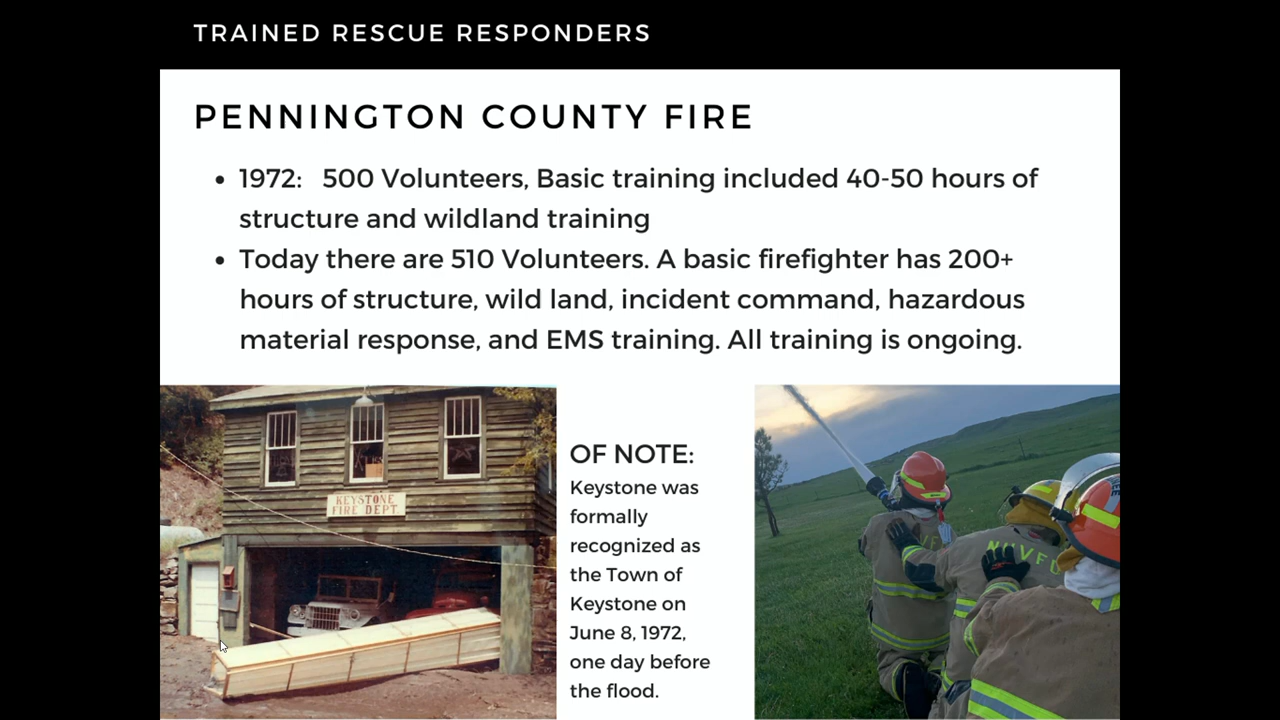 TRAINED RESCUE RESPONDERS
PENNINGTON COUNTY FIRE
• 1972: 500 Volunteers, Basic training included 40-50 hours of
structure and wildland training
• Today there are 510 Volunteers. A basic firefighter has 200+
hours of structure, wild land, incident command, hazardous
material response, and EMS training. All training is ongoing.
KEYSTONE
FIRE DEPT.
OF NOTE:
Keystone was
formally
recognized as
the Town of
Keystone on
June 8, 1972,
one day before
the flood.